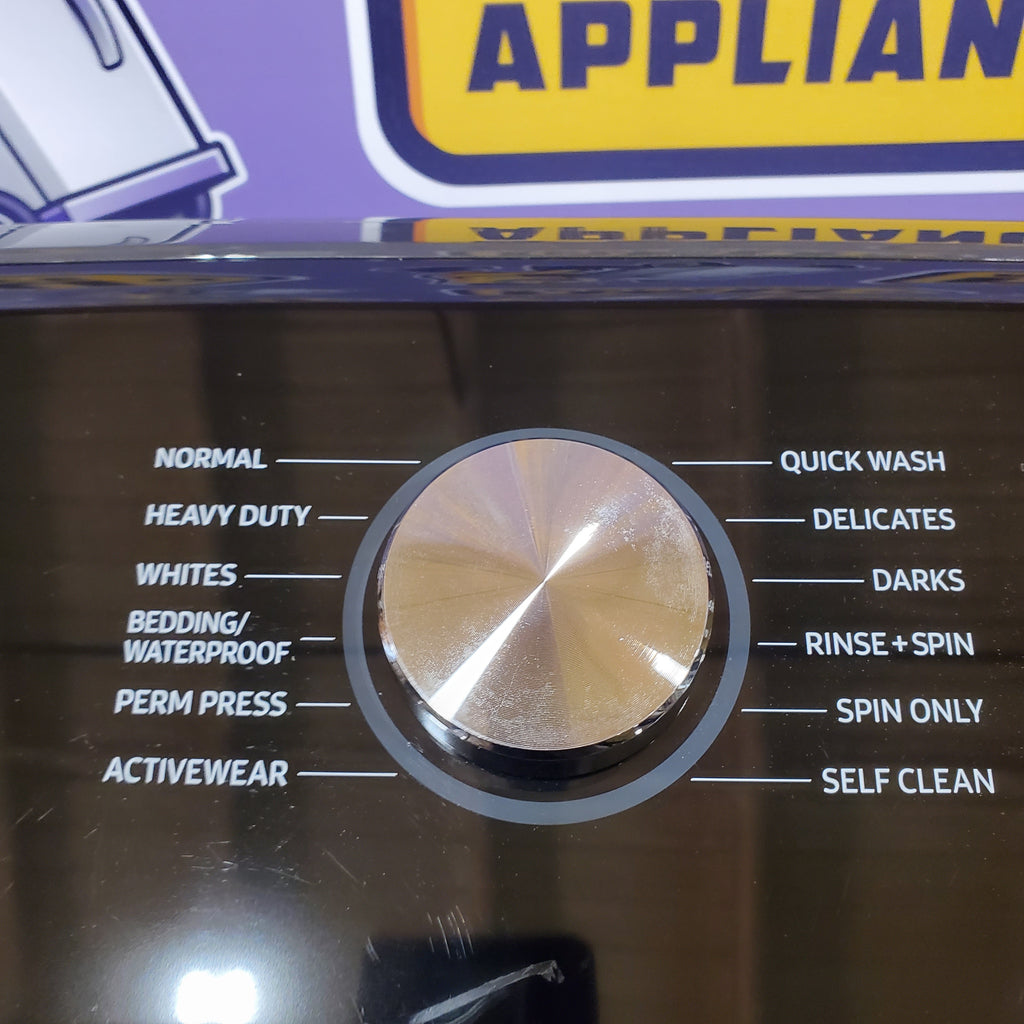 APPLIAN
NORMAL
HEAVY DUTY
WHITES
BEDDING/
WATERPROOF
PERM PRESS
ACTIVEWEAR
QUICK WASH
DELICATES
DARKS
RINSE + SPIN
SPIN ONLY
SELF CLEAN